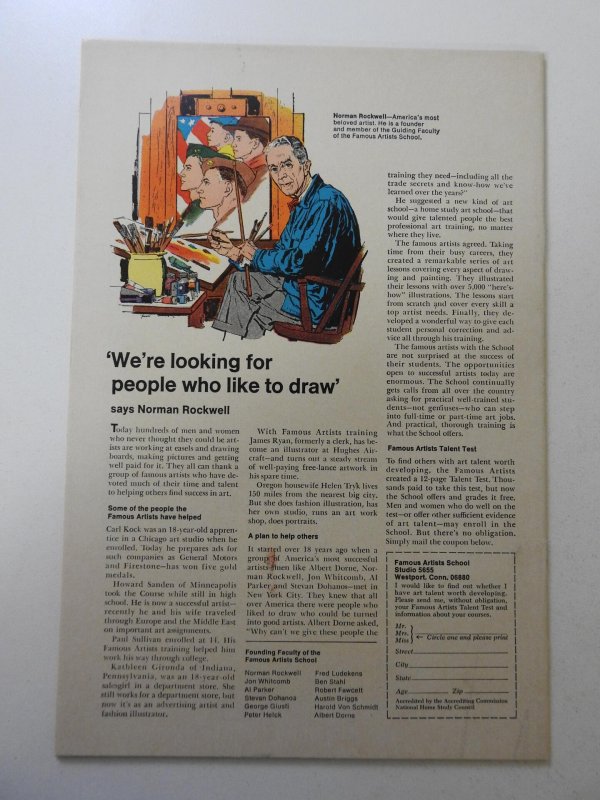 Norman Rockwell—America's most
beloved artist. He is a founder
and member of the Guiding Faculty
of the Famous Artists School.
'We're looking for
people who like to draw'
says Norman Rockwell
Today hundreds of men and women
who never thought they could be art-
ists are working at easels and drawing
boards, making pictures and getting
well paid for it. They all can thank a
group of famous artists who have de-
voted much of their time and talent
to helping others find success in art.
Some of the people the
Famous Artists have helped
Carl Kock was an 18-year-old appren-
tice in a Chicago art studio when he
enrolled. Today he prepares ads for
such companies as General Motors
and Firestone—has won five gold
medals.
Howard Sanden of Minneapolis
took the Course while still in high
school. He is now a successful artist—
recently he and his wife traveled
through Europe and the Middle East
on important art assignments.
Paul Sullivan enrolled at 14. His
Famous Artists training helped him
work his way through college.
Kathleen Gironda of Indiana,
Pennsylvania, was an 18-year-old
salesgirl in a department store. She
still works for a department store, but
now it's as an advertising artist and
fashion illustrator.
With Famous Artists training
James Ryan, formerly a clerk, has be-
come an illustrator at Hughes Air-
craft—and turns out a steady stream
of well-paying free-lance artwork in
his spare time.
Oregon housewife Helen Tryk lives
150 miles from the nearest big city.
But she does fashion illustration, has
her own studio, runs an art work
shop, does portraits.
A plan to help others
It started over 18 years ago when a
group of America's most successful
artists (men like Albert Dorne, Nor-
man Rockwell, Jon Whitcomb, Al
Parker and Stevan Dohanos—met in
New York City. They knew that all
over America there were people who
liked to draw who could be turned
into good artists. Albert Dorne asked,
"Why can't we give these people the
Founding Faculty of the
Famous Artists School
Norman Rockwell
Jon Whitcomb
Al Parker
Stevan Dohanos
George Giusti
Peter Helck
Fred Ludekens
Ben Stahl
Robert Fawcett
Austin Briggs
Harold Von Schmidt
Albert Dorne
training they need—including all the
trade secrets and know-how we've
learned over the years?"
He suggested a new kind of art
school—a home study art school—that
would give talented people the best
professional art training, no matter
where they live.
The famous artists agreed. Taking
time from their busy careers, they
created a remarkable series of art
lessons covering every aspect of draw-
ing and painting. They illustrated
their lessons with over 5,000 "here's-
how" illustrations. The lessons start
from scratch and cover every skill a
top artist needs. Finally, they de-
veloped a wonderful way to give each
student personal correction and ad-
vice all through his training.
The famous artists with the School
are not surprised at the success of
their students. The opportunities
open to successful artists today are
enormous. The School continually
gets calls from all over the country
asking for practical well-trained stu-
dents—not geniuses—who can step
into full-time or part-time art jobs.
And practical, thorough training is
what the School offers.
Famous Artists Talent Test
To find others with art talent worth
developing, the Famous Artists
created a 12-page Talent Test. Thou-
sands paid to take this test, but now
the School offers and grades it free.
Men and women who do well on the
test—or offer other sufficient evidence
of art talent—may enroll in the
School. But there's no obligation.
Simply mail the coupon below.
Famous Artists School
Studio 5655
Westport, Conn. 06880
I would like to find out whether I
have art talent worth developing.
Please send me, without obligation,
your Famous Artists Talent Test and
information about your courses.
Mr.
Mrs. ← Circle one and please print
Miss
Street
City
State
Age Zip
Accredited by the Accrediting Commission
National Home Study Council